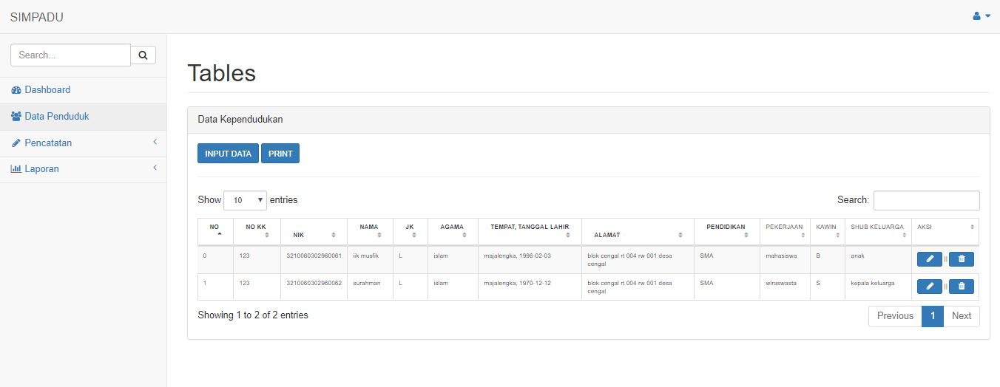 SIMPADU
Search...
Dashboard
Data Penduduk
Pencatatan
Laporan
Tables
Data Kependudukan
INPUT DATA PRINT
Show 10 entries Search:
NO NO KK NIK NAMA JK AGAMA TEMPAT, TANGGAL LAHIR ALAMAT PENDIDIKAN PEKERJAAN KAWIN SHUB KELUARGA AKSI
0 123 3210060302960061 iik musfik L islam majalengka, 1996-02-03 blok cengal rt 004 rw 001 desa SMA mahasiswa B anak ||
cengal
1 123 3210060302960062 surahman L islam majalengka, 1970-12-12 blok cengal rt 004 rw 001 desa SMA wiraswasta S kepala keluarga ||
cengal
Showing 1 to 2 of 2 entries Previous 1 Next